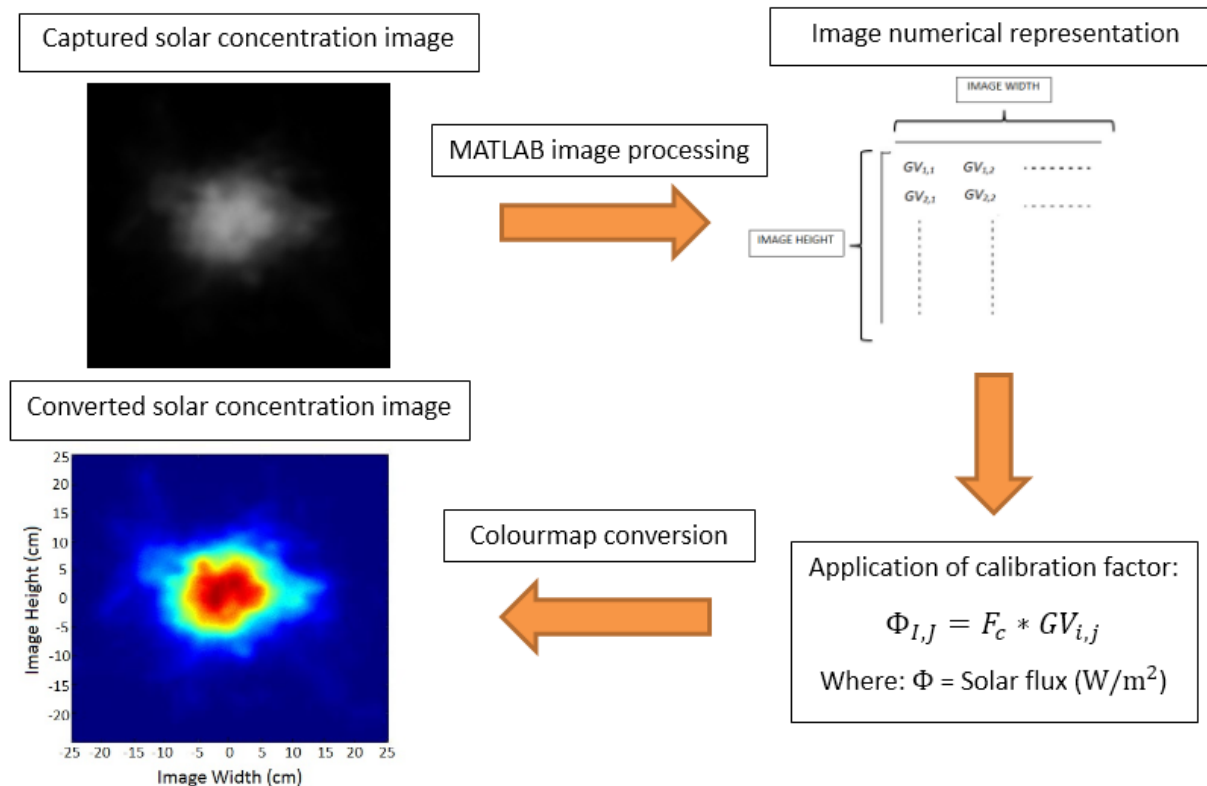 Captured solar concentration image
MATLAB image processing
Image numerical representation
IMAGE WIDTH
IMAGE HEIGHT
GV1,1 GV1,2
GV2,1 GV2,2
Application of calibration factor:
ΦI,J = Fc * GVi,j
Where: Φ = Solar flux (W/m²)
Colourmap conversion
Converted solar concentration image
Image Height (cm)
25
20
15
10
5
0
-5
-10
-15
-20
-25 -20 -15 -10 -5 0 5 10 15 20 25
Image Width (cm)